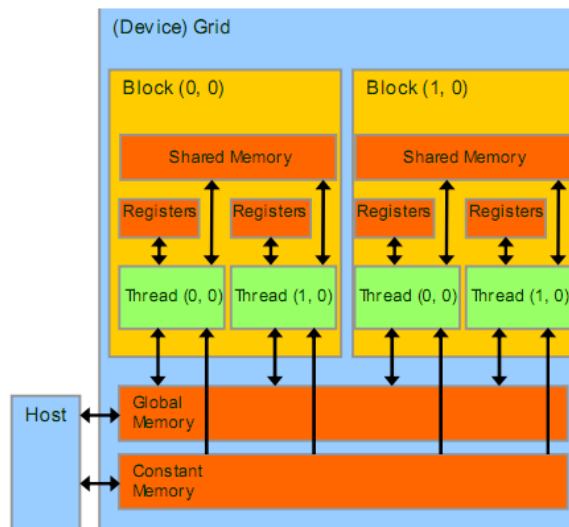 (Device) Grid
Block (0, 0)
Block (1, 0)
Shared Memory
Shared Memory
Registers
Registers
Registers
Registers
Thread (0, 0)
Thread (1, 0)
Thread (0, 0)
Thread (1, 0)
Host
Global
Memory
Constant
Memory